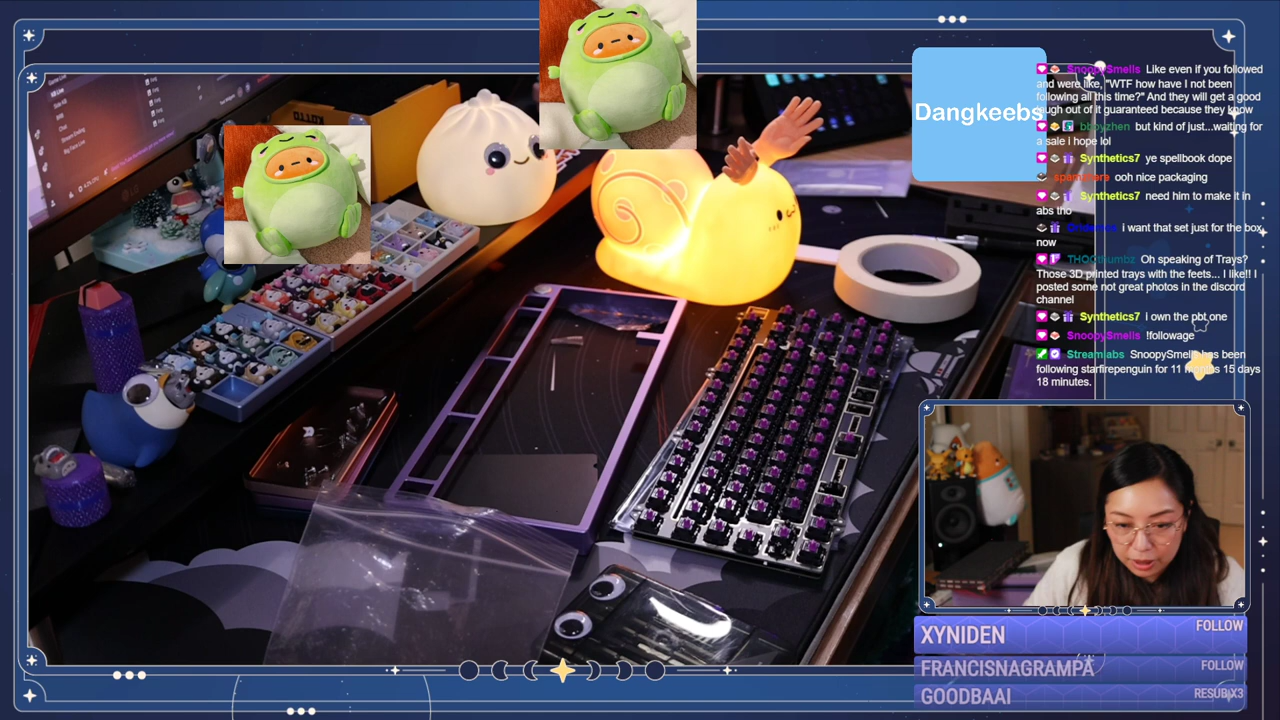 Dangkeebs
SnoopySmells Like even if you followed
and were like, "WTF how have I not been
following all this time?" And they will get a good
laugh out of it guaranteed because they know
bbbyzhen but kind of just...waiting for
a sale i hope lol
Synthetics7 ye spellbook dope
ooh nice packaging
Synthetics7 need him to make it in
abs tho
i want that set just for the box
now
THOCthumbz Oh speaking of Trays?
Those 3D printed trays with the feets... I like!! I
posted some not great photos in the discord
channel
Synthetics7 I own the pbt one
SnoopySmells !followage
Streamlabs SnoopySmells has been
following starfirepenguin for 11 months 15 days
18 minutes.
XYNIDEN
FOLLOW
FRANCISNAGRAMPA
FOLLOW
GOODBAAI
RESUB X3